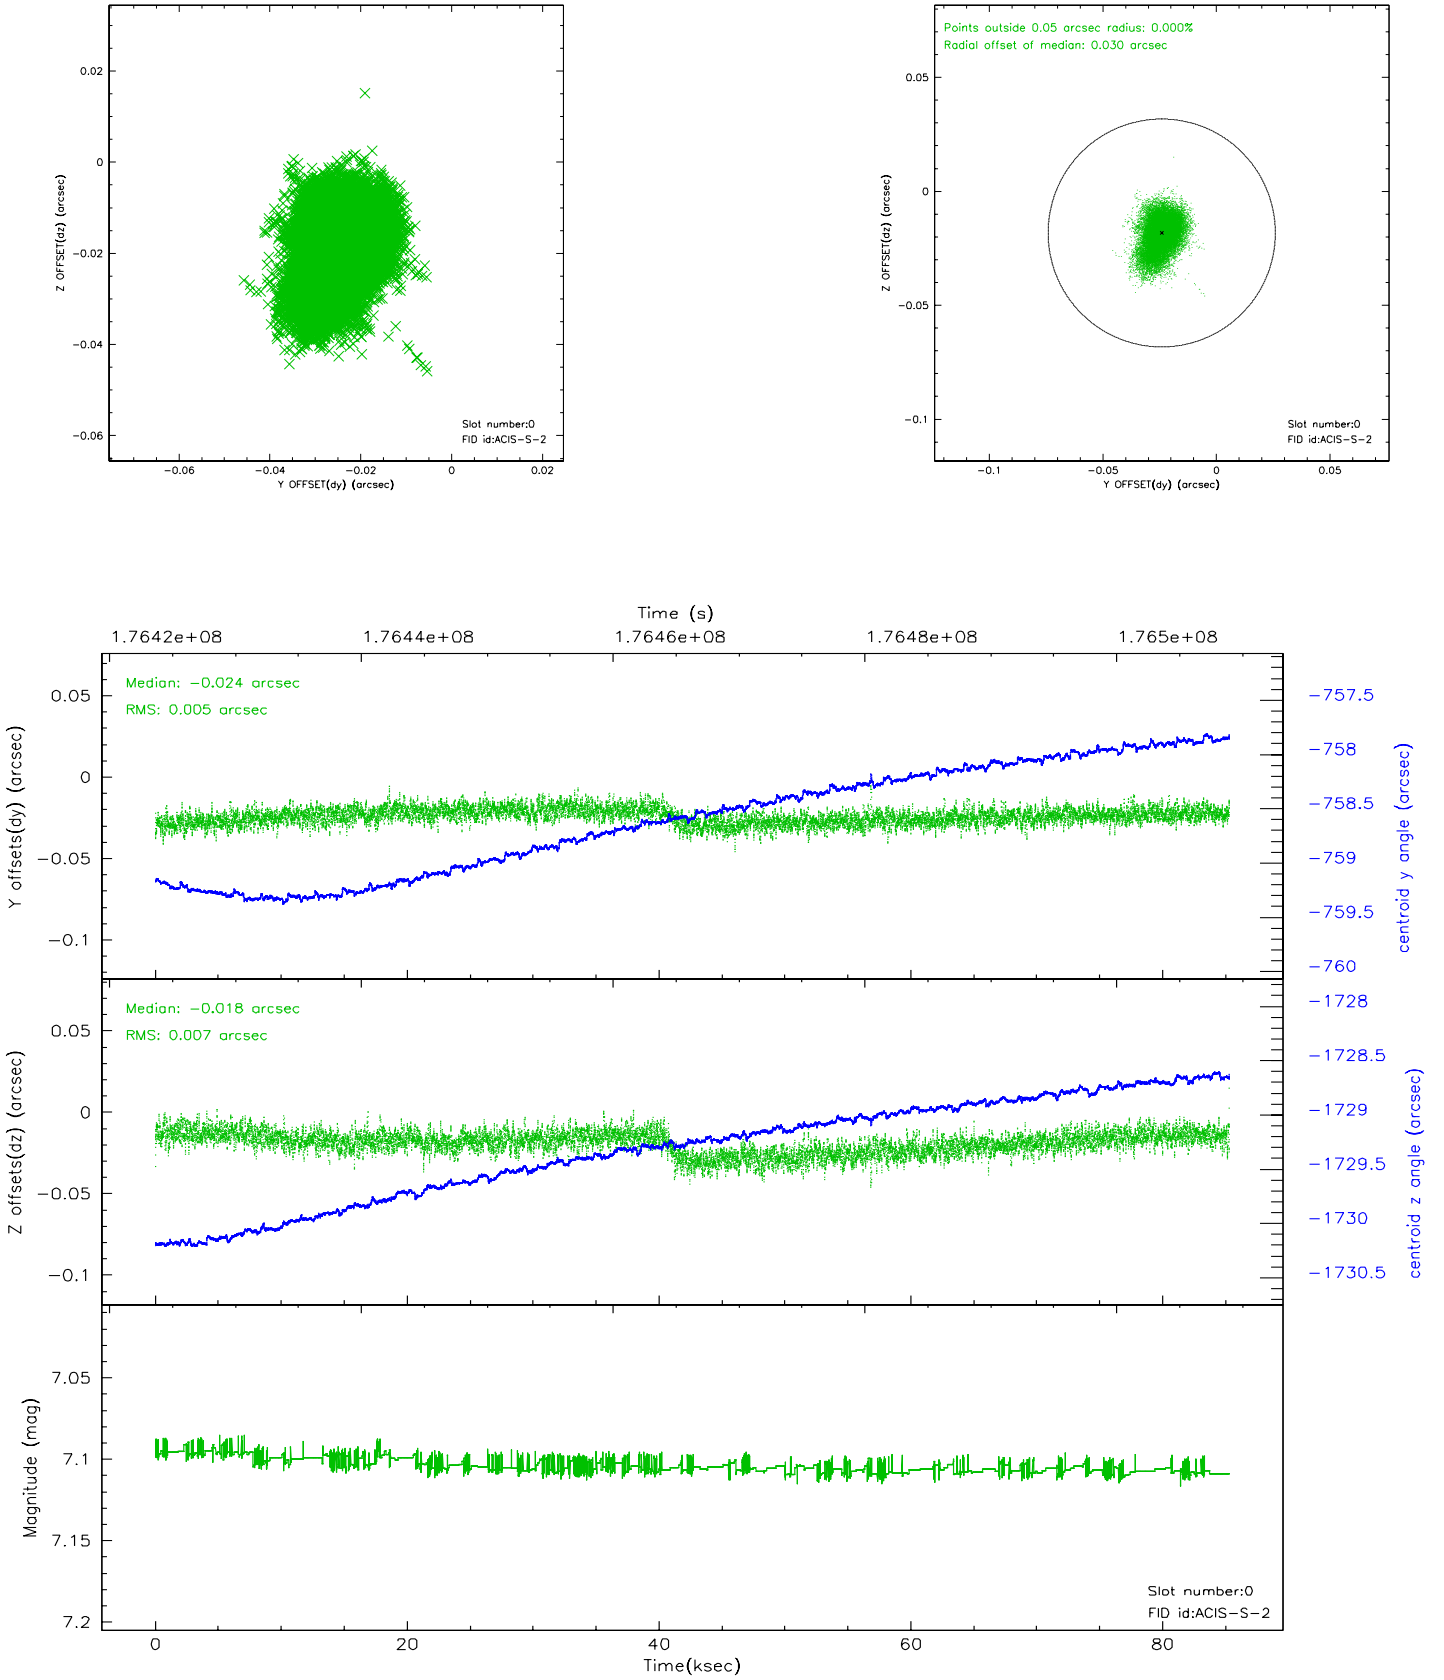 0.02
0
-0.02
-0.04
-0.06
Z OFFSET(dz) (arcsec)
Slot number:0
FID id:ACIS-S-2
-0.06 -0.04 -0.02 0 0.02
Y OFFSET(dy) (arcsec)
Points outside 0.05 arcsec radius: 0.000%
Radial offset of median: 0.030 arcsec
0.05
0
-0.05
-0.1
Z OFFSET(dz) (arcsec)
Slot number:0
FID id:ACIS-S-2
-0.1 -0.05 0 0.05
Y OFFSET(dy) (arcsec)
Time (s)
1.7642e+08 1.7644e+08 1.7646e+08 1.7648e+08 1.765e+08
Median: -0.024 arcsec
RMS: 0.005 arcsec
0.05
0
-0.05
-0.1
Y offsets(dy) (arcsec)
-757.5
-758
-758.5
-759
-759.5
-760
centroid y angle (arcsec)
Median: -0.018 arcsec
RMS: 0.007 arcsec
0.05
0
-0.05
-0.1
Z offsets(dz) (arcsec)
-1728
-1728.5
-1729
-1729.5
-1730
-1730.5
centroid z angle (arcsec)
7.05
7.1
7.15
7.2
Magnitude (mag)
Slot number:0
FID id:ACIS-S-2
0 20 40 60 80
Time(ksec)